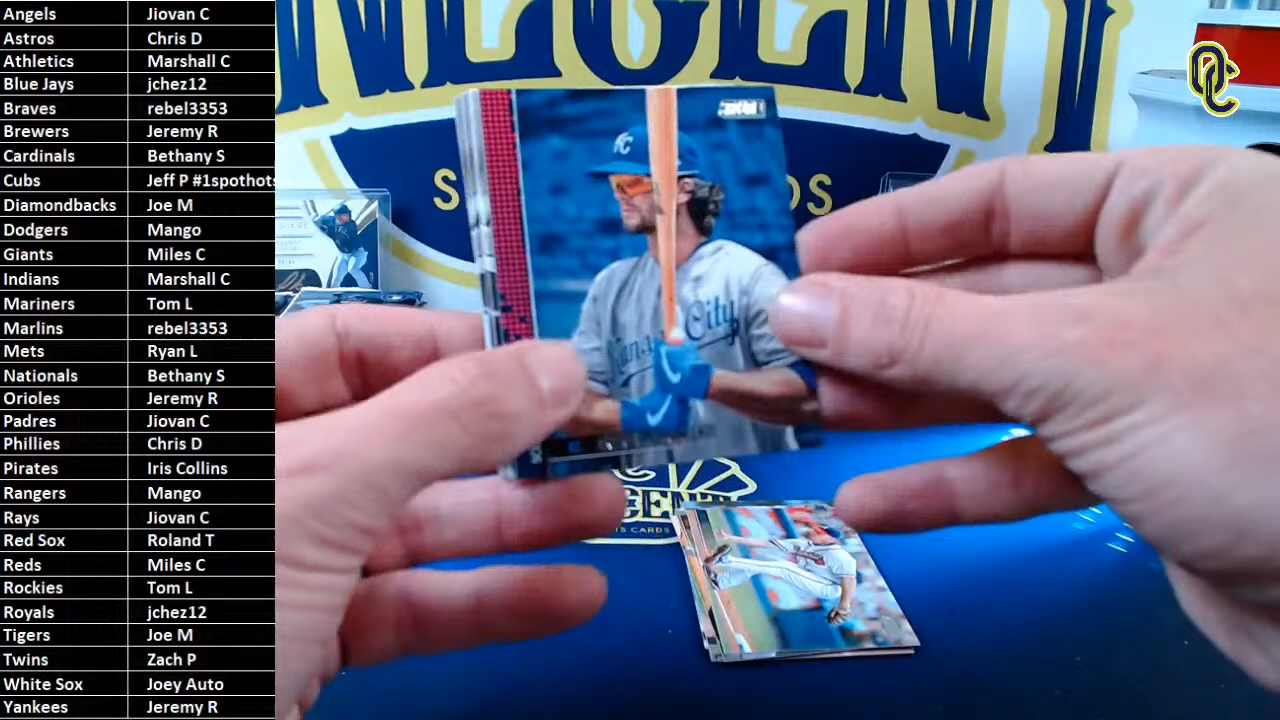 Angels Jiovan C
Astros Chris D
Athletics Marshall C
Blue Jays jchez12
Braves rebel3353
Brewers Jeremy R
Cardinals Bethany S
Cubs Jeff P #1spothots
Diamondbacks Joe M
Dodgers Mango
Giants Miles C
Indians Marshall C
Mariners Tom L
Marlins rebel3353
Mets Ryan L
Nationals Bethany S
Orioles Jeremy R
Padres Jiovan C
Phillies Chris D
Pirates Iris Collins
Rangers Mango
Rays Jiovan C
Red Sox Roland T
Reds Miles C
Rockies Tom L
Royals jchez12
Tigers Joe M
Twins Zach P
White Sox Joey Auto
Yankees Jeremy R
OC
KC
City
CARDS